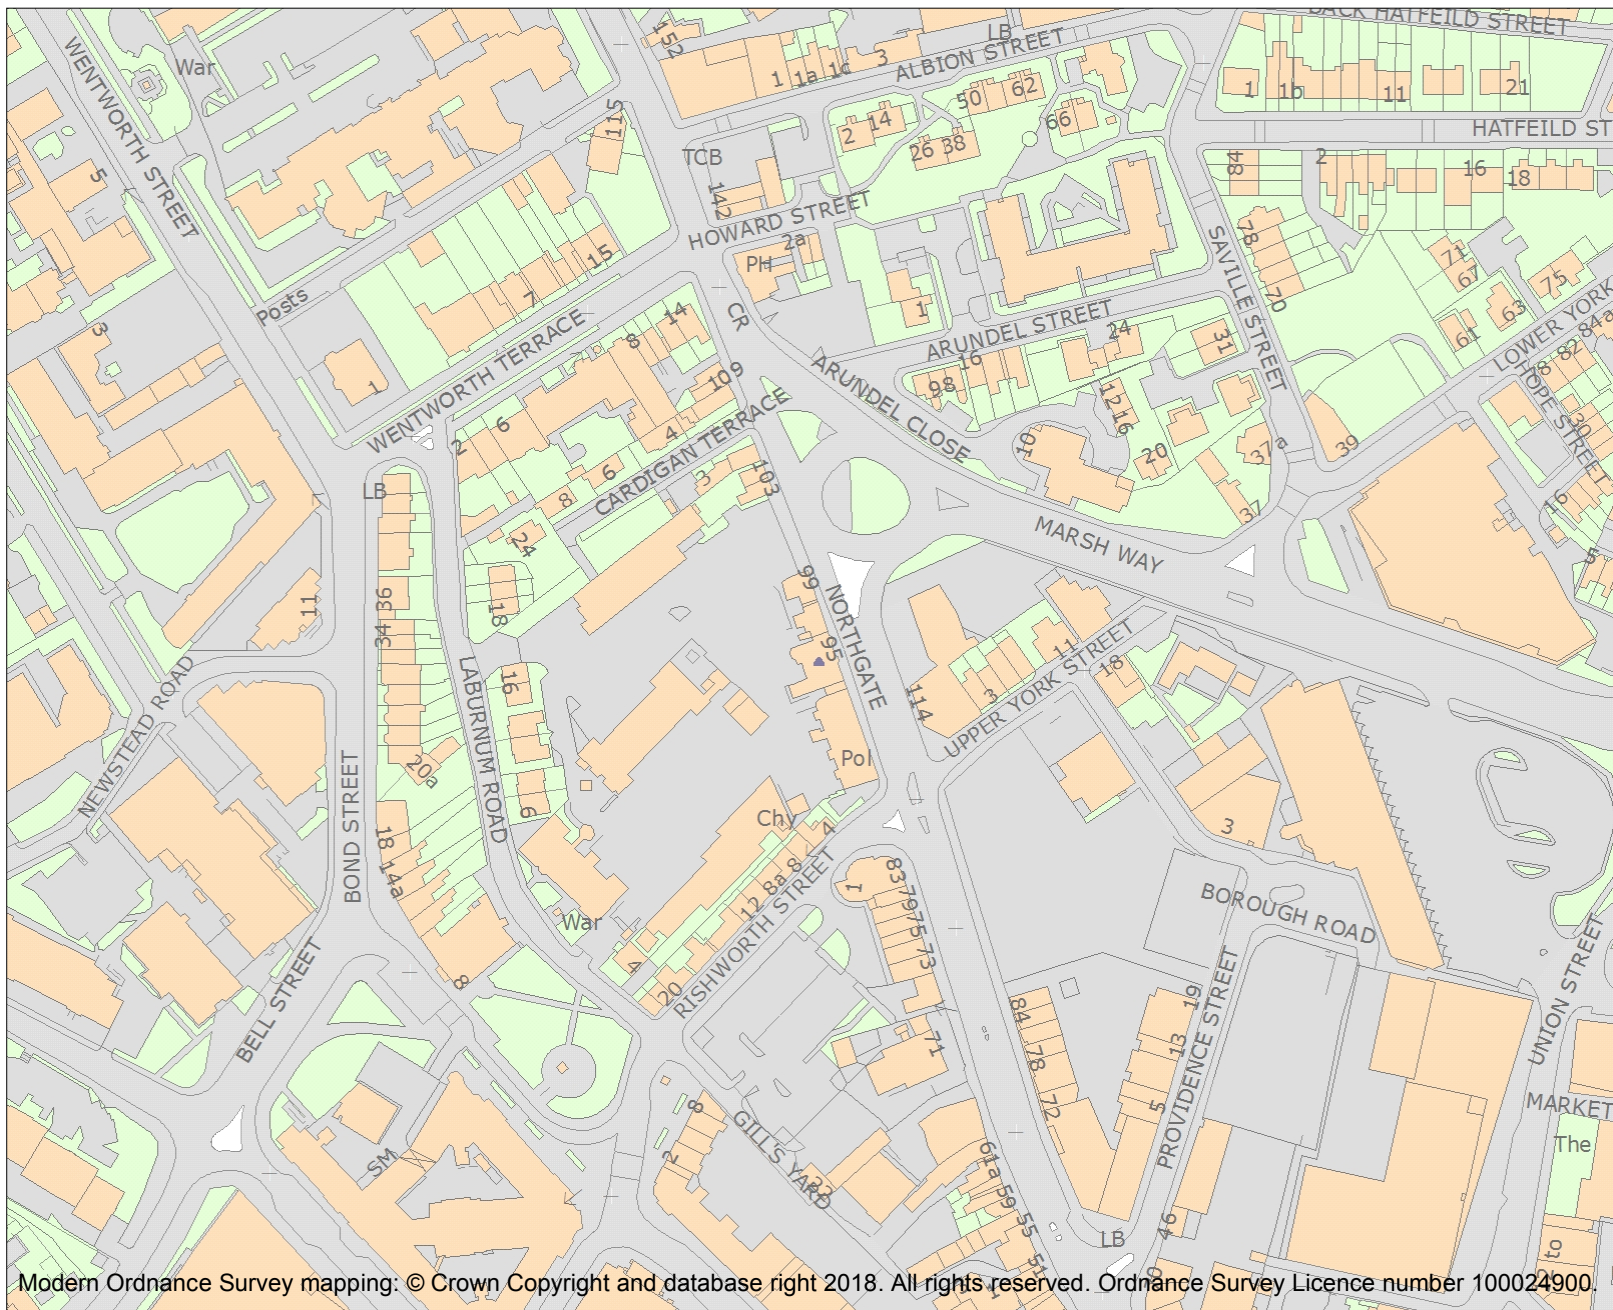 BACK HATFEILD STREET
WENTWORTH STREET
War
152
LB
1
1a
1c
3
ALBION STREET
50
62
1
1b
11
21
5
115
TCB
2
14
26
38
66
HATFEILD ST
84
2
16
18
142
HOWARD STREET
2a
PH
15
7
Posts
CR
1
78
70
SAVILLE STREET
71
67
75
63
61
LOWER YORK
84a
82
8
HOPE STREET
30
16
5
3
1
WENTWORTH TERRACE
8
14
109
ARUNDEL STREET
16
24
31
98
12
16
20
10
ARUNDEL CLOSE
37a
39
37
2
6
CARDIGAN TERRACE
4
6
8
3
103
LB
24
MARSH WAY
11
36
34
18
99
95
NORTHGATE
LABURNUM ROAD
16
114
3
11
18
UPPER YORK STREET
NEWSTEAD ROAD
20a
Pol
BOND STREET
6
Chy
4
3
18
14a
8
8a
12
1
83
79
75
73
BOROUGH ROAD
War
4
20
RISHWORTH STREET
8
BELL STREET
84
78
72
71
19
13
5
PROVIDENCE STREET
UNION STREET
MARKET
The
8
2
GILL'S YARD
33
SM
61a
59
55
51
LB
46
to
Modern Ordnance Survey mapping: © Crown Copyright and database right 2018. All rights reserved. Ordnance Survey Licence number 100024900.